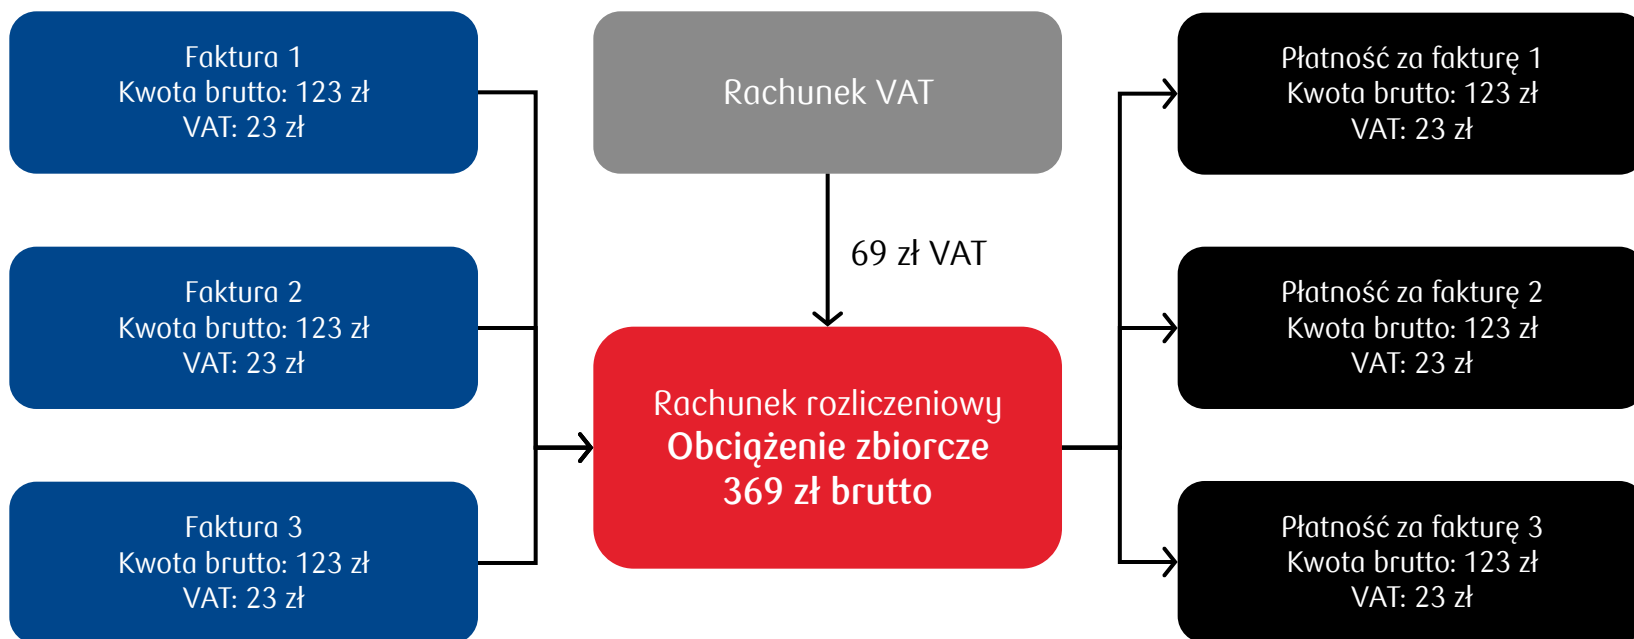 Faktura 1
Kwota brutto: 123 zł
VAT: 23 zł
Faktura 2
Kwota brutto: 123 zł
VAT: 23 zł
Faktura 3
Kwota brutto: 123 zł
VAT: 23 zł
Rachunek VAT
69 zł VAT
Rachunek rozliczeniowy
Obciążenie zbiorcze
369 zł brutto
Płatność za fakturę 1
Kwota brutto: 123 zł
VAT: 23 zł
Płatność za fakturę 2
Kwota brutto: 123 zł
VAT: 23 zł
Płatność za fakturę 3
Kwota brutto: 123 zł
VAT: 23 zł